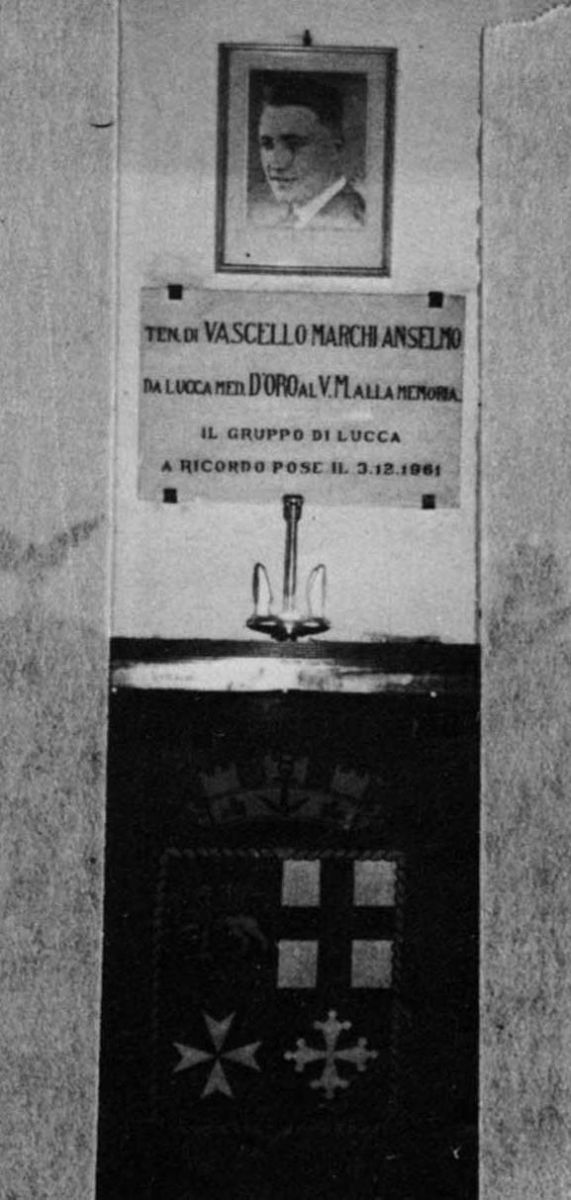 TEN. DI VASCELLO MARCHI ANSELMO
DA LUCCA MED. D'ORO AL V.M. ALLA MEMORIA.
IL GRUPPO DI LUCCA
A RICORDO POSE IL 3.12.1961